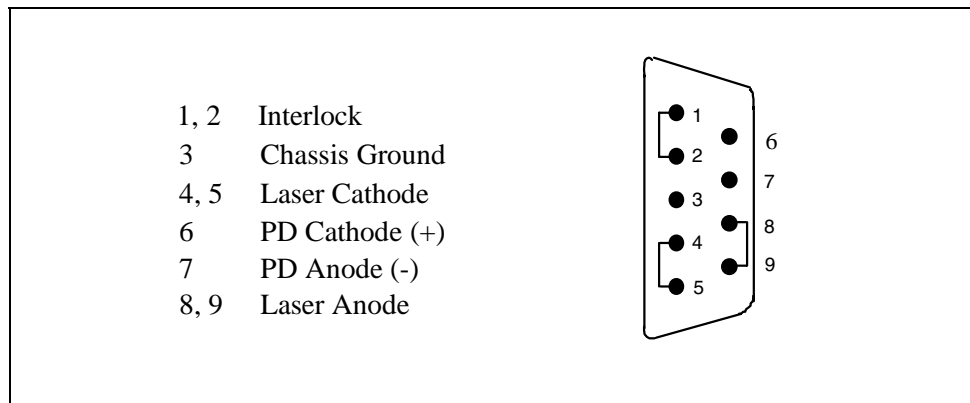 1, 2 Interlock
3 Chassis Ground
4, 5 Laser Cathode
6 PD Cathode (+)
7 PD Anode (-)
8, 9 Laser Anode
1
2
3
4
5
6
7
8
9